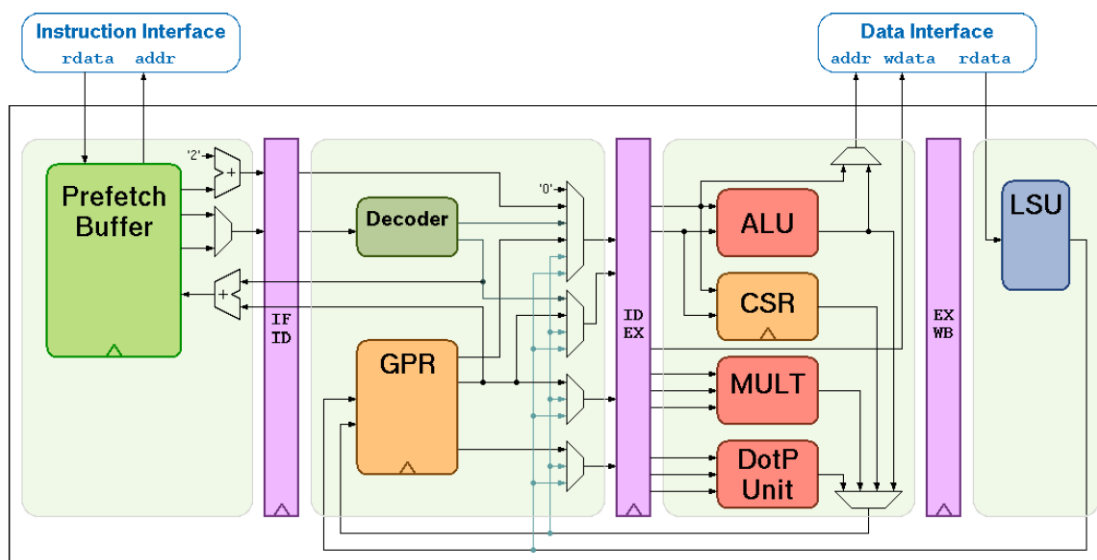 Instruction Interface
rdata addr
Data Interface
addr wdata rdata
'2'
+
Prefetch
Buffer
+
IF
ID
Decoder
GPR
'0'
ID
EX
ALU
CSR
MULT
DotP
Unit
EX
WB
LSU